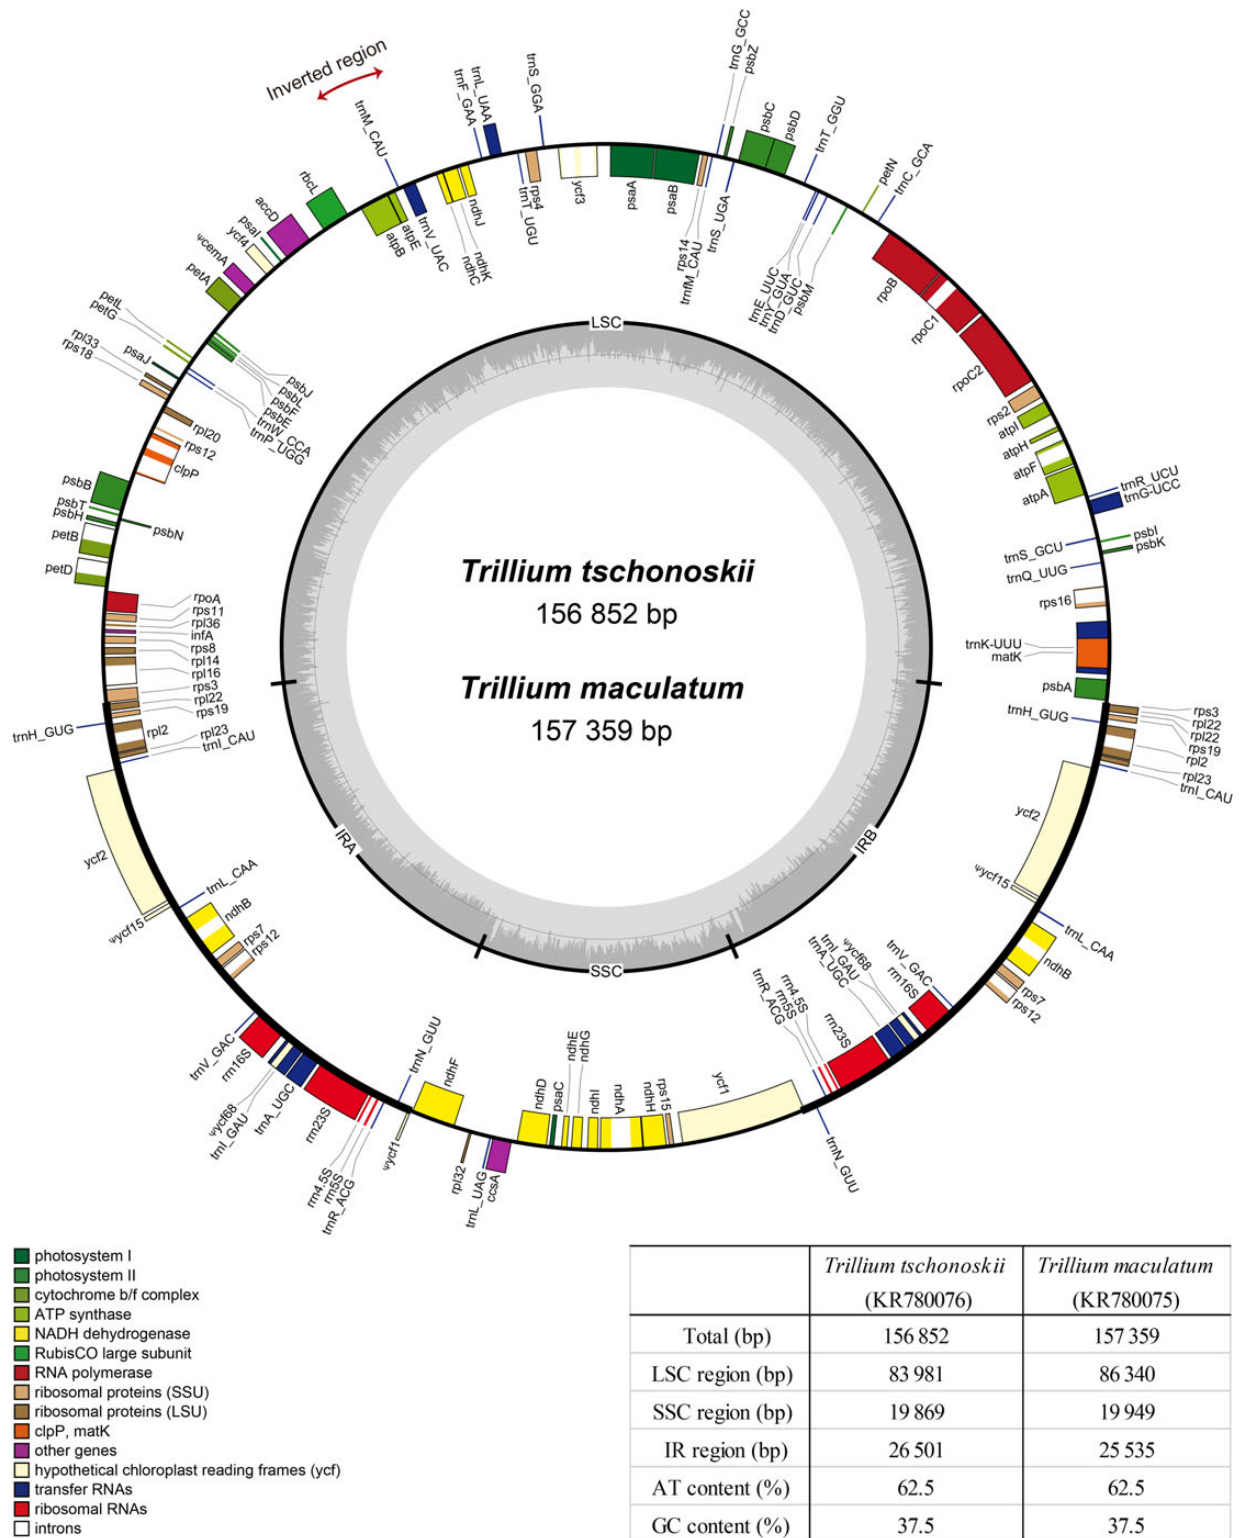 Inverted region
trnM_CAU
trnF_GAA
trnL_UAA
trnS_GGA
trnG_GCC
psbZ
psbC
psbD
trnT_GGU
petN
trnC_GCA
rbcL
accD
psaI
ycf4
ΨcemA
petA
atpB
atpE
trnV_UAC
ndhC
ndhK
ndhJ
trnT_UGU
rps4
ycf3
psaA
psaB
rps14
trnfM_CAU
trnS_UGA
trnE_UUC
trnY_GUA
trnD_GUC
psbM
rpoB
rpoC1
rpoC2
rps2
atpI
atpH
atpF
atpA
trnR_UCU
trnG-UCC
trnS_GCU
psbI
psbK
trnQ_UUG
rps16
trnK-UUU
matK
psbA
trnH_GUG
rps3
rpl22
rpl22
rps19
rpl2
rpl23
trnI_CAU
ycf2
Ψycf15
trnL_CAA
ndhB
rps7
rps12
trnV_GAC
rrn16S
Ψycf68
trnI_GAU
trnA_UGC
rrn23S
rrn4.5S
rrn5S
trnR_ACG
trnN_GUU
ycf1
rps15
ndhH
ndhA
ndhI
ndhG
ndhE
psaC
ndhD
ccsA
trnL_UAG
rpl32
ndhF
Ψycf1
trnN_GUU
trnR_ACG
rrn5S
rrn4.5S
rrn23S
trnA_UGC
trnI_GAU
Ψycf68
rrn16S
trnV_GAC
rps12
rps7
ndhB
trnL_CAA
Ψycf15
ycf2
trnI_CAU
rpl23
rpl2
trnH_GUG
rps19
rpl22
rps3
rpl16
rpl14
rps8
infA
rpl36
rps11
rpoA
petD
petB
psbH
psbT
psbB
psbN
clpP
rps12
rpl20
rps18
rpl33
psaJ
petG
petL
psbJ
psbL
psbF
psbE
trnW_CCA
trnP_UGG
LSC
IRA
IRB
SSC
Trillium tschonoskii
156 852 bp
Trillium maculatum
157 359 bp
photosystem I
photosystem II
cytochrome b/f complex
ATP synthase
NADH dehydrogenase
RubisCO large subunit
RNA polymerase
ribosomal proteins (SSU)
ribosomal proteins (LSU)
clpP, matK
other genes
hypothetical chloroplast reading frames (ycf)
transfer RNAs
ribosomal RNAs
introns
Trillium tschonoskii Trillium maculatum
(KR780076) (KR780075)
Total (bp) 156 852 157 359
LSC region (bp) 83 981 86 340
SSC region (bp) 19 869 19 949
IR region (bp) 26 501 25 535
AT content (%) 62.5 62.5
GC content (%) 37.5 37.5